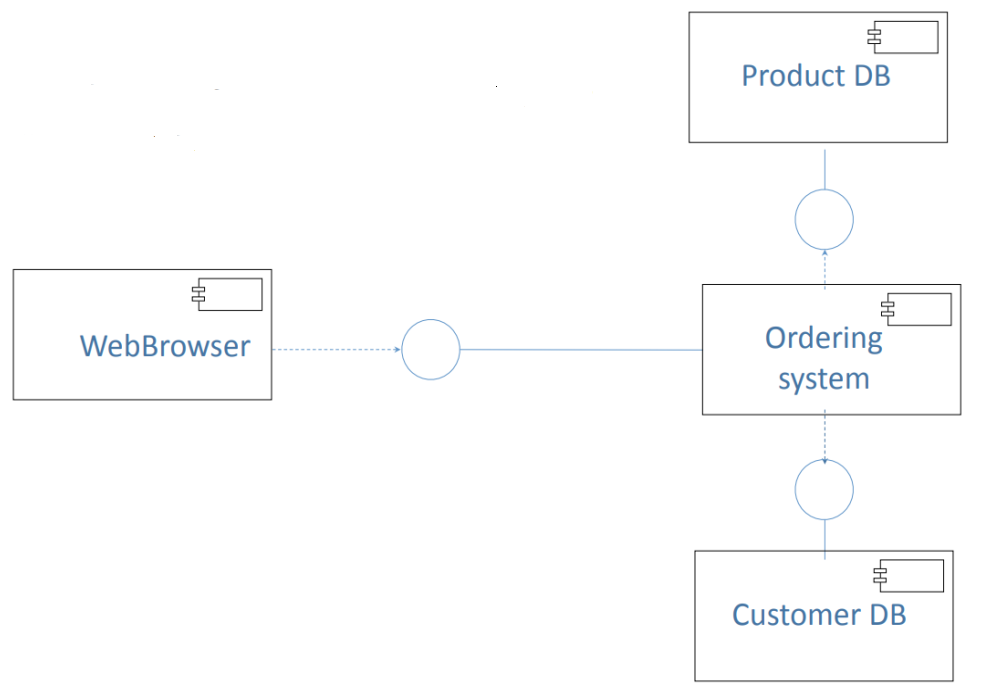 Product DB
WebBrowser
Ordering
system
Customer DB